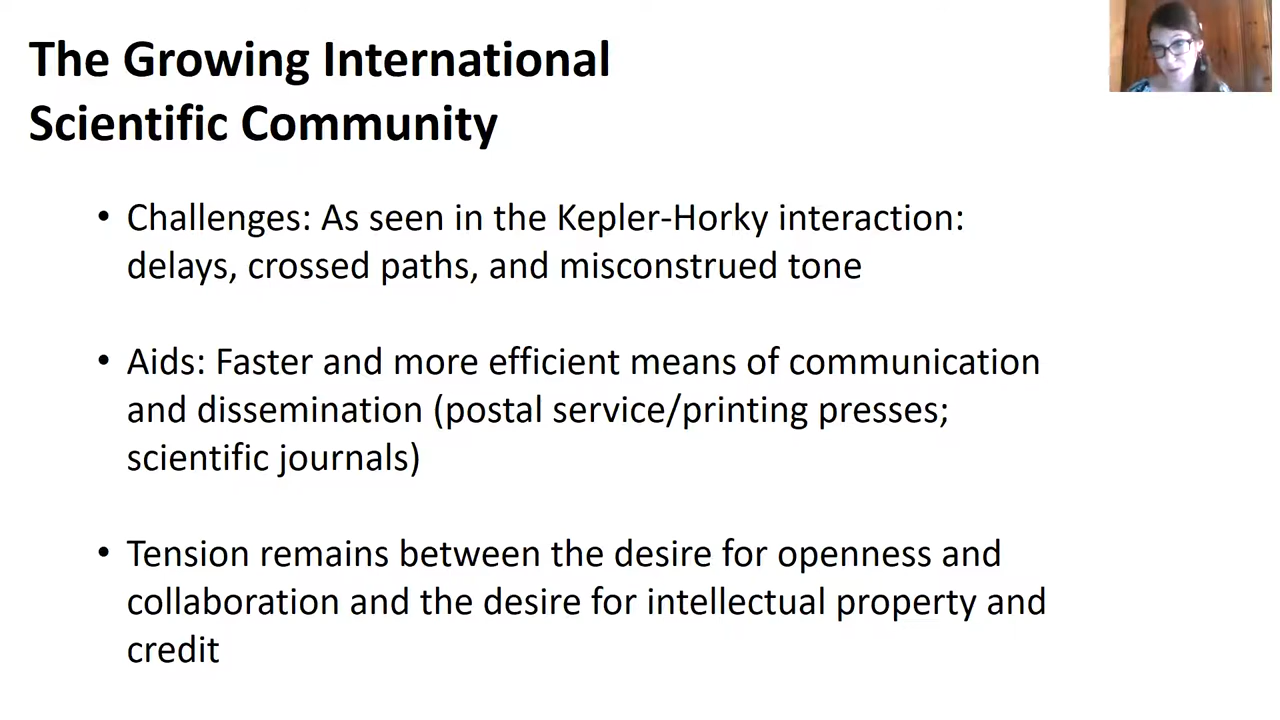 The Growing International
Scientific Community
• Challenges: As seen in the Kepler-Horky interaction:
delays, crossed paths, and misconstrued tone
• Aids: Faster and more efficient means of communication
and dissemination (postal service/printing presses;
scientific journals)
• Tension remains between the desire for openness and
collaboration and the desire for intellectual property and
credit